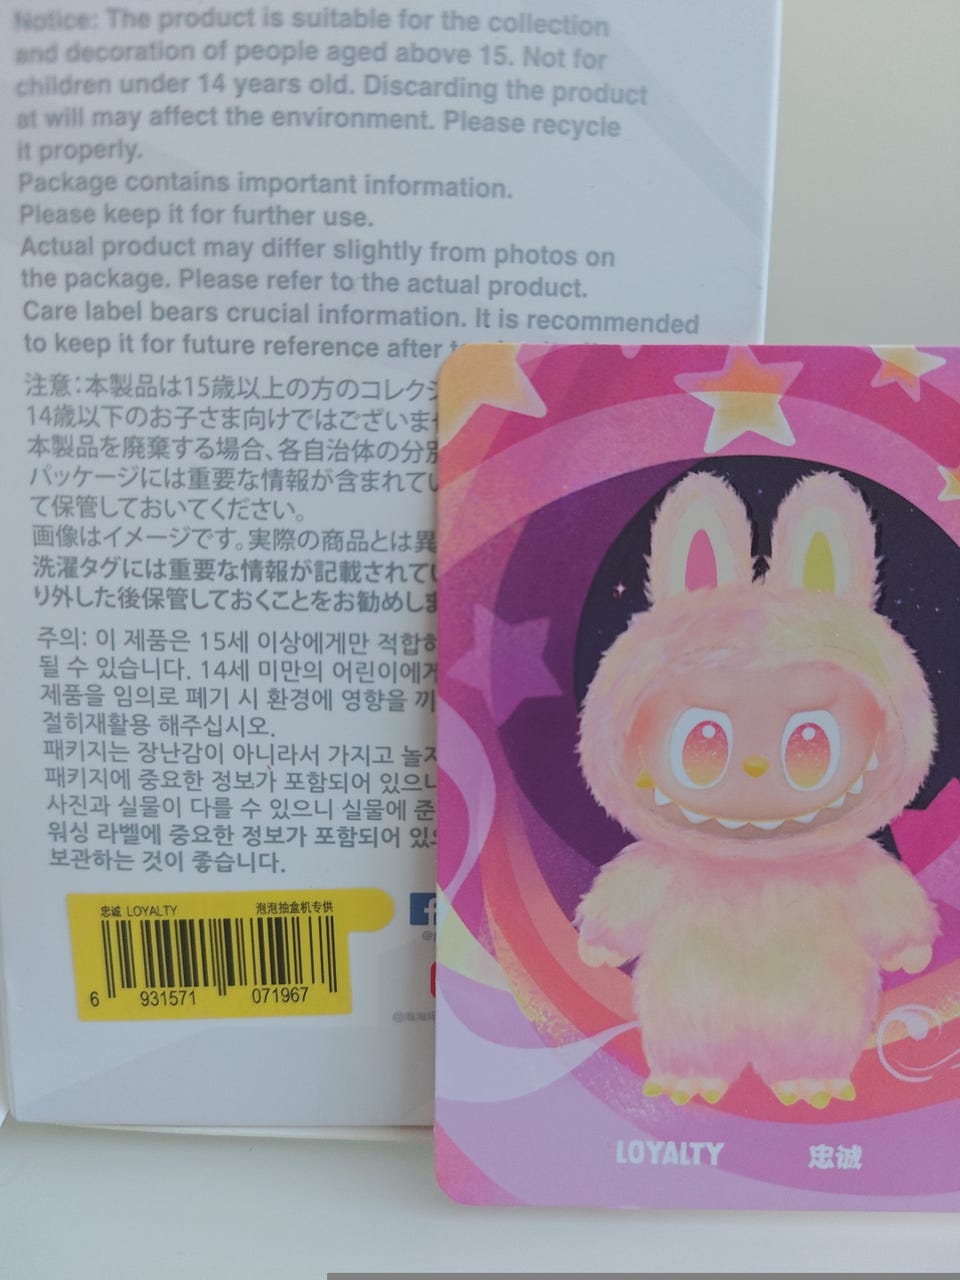 Notice: The product is suitable for the collection
and decoration of people aged above 15. Not for
children under 14 years old. Discarding the product
at will may affect the environment. Please recycle
it properly.
Package contains important information.
Please keep it for further use.
Actual product may differ slightly from photos on
the package. Please refer to the actual product.
Care label bears crucial information. It is recommended
to keep it for future reference after
注意：本製品は15歳以上の方のコレクシ
14歳以下のお子さま向けではございませ
本製品を廃棄する場合、各自治体の分別
パッケージには重要な情報が含まれてい
て保管しておいてください。
画像はイメージです。実際の商品とは異
洗濯タグには重要な情報が記載されてい
り外した後保管しておくことをお勧めしま
주의: 이 제품은 15세 이상에게만 적합하
될 수 있습니다. 14세 미만의 어린이에게
제품을 임의로 폐기 시 환경에 영향을 끼
절히재활용 해주십시오.
패키지는 장난감이 아니라서 가지고 놀지
패키지에 중요한 정보가 포함되어 있으니
사진과 실물이 다를 수 있으니 실물에 준
워싱 라벨에 중요한 정보가 포함되어 있으
보관하는 것이 좋습니다.
忠诚 LOYALTY 泡泡抽盒机专供
6 931571 071967
LOYALTY 忠诚